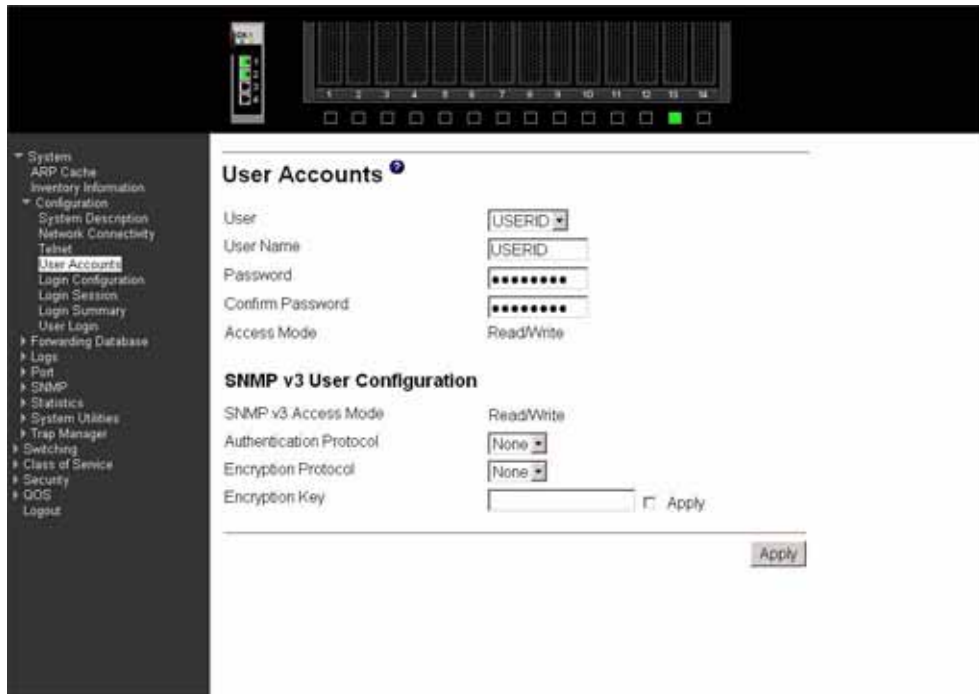 1 2 3 4 5 6 7 8 9 10 11 12 13 14
System
ARP Cache
Inventory Information
Configuration
System Description
Network Connectivity
Telnet
User Accounts
Login Configuration
Login Session
Login Summary
User Login
Forwarding Database
Logs
Port
SNMP
Statistics
System Utilities
Trap Manager
Switching
Class of Service
Security
QOS
Logout
User Accounts ?
User USERID
User Name USERID
Password ••••••••
Confirm Password ••••••••
Access Mode Read/Write
SNMP v3 User Configuration
SNMP v3 Access Mode Read/Write
Authentication Protocol None
Encryption Protocol None
Encryption Key Apply
Apply